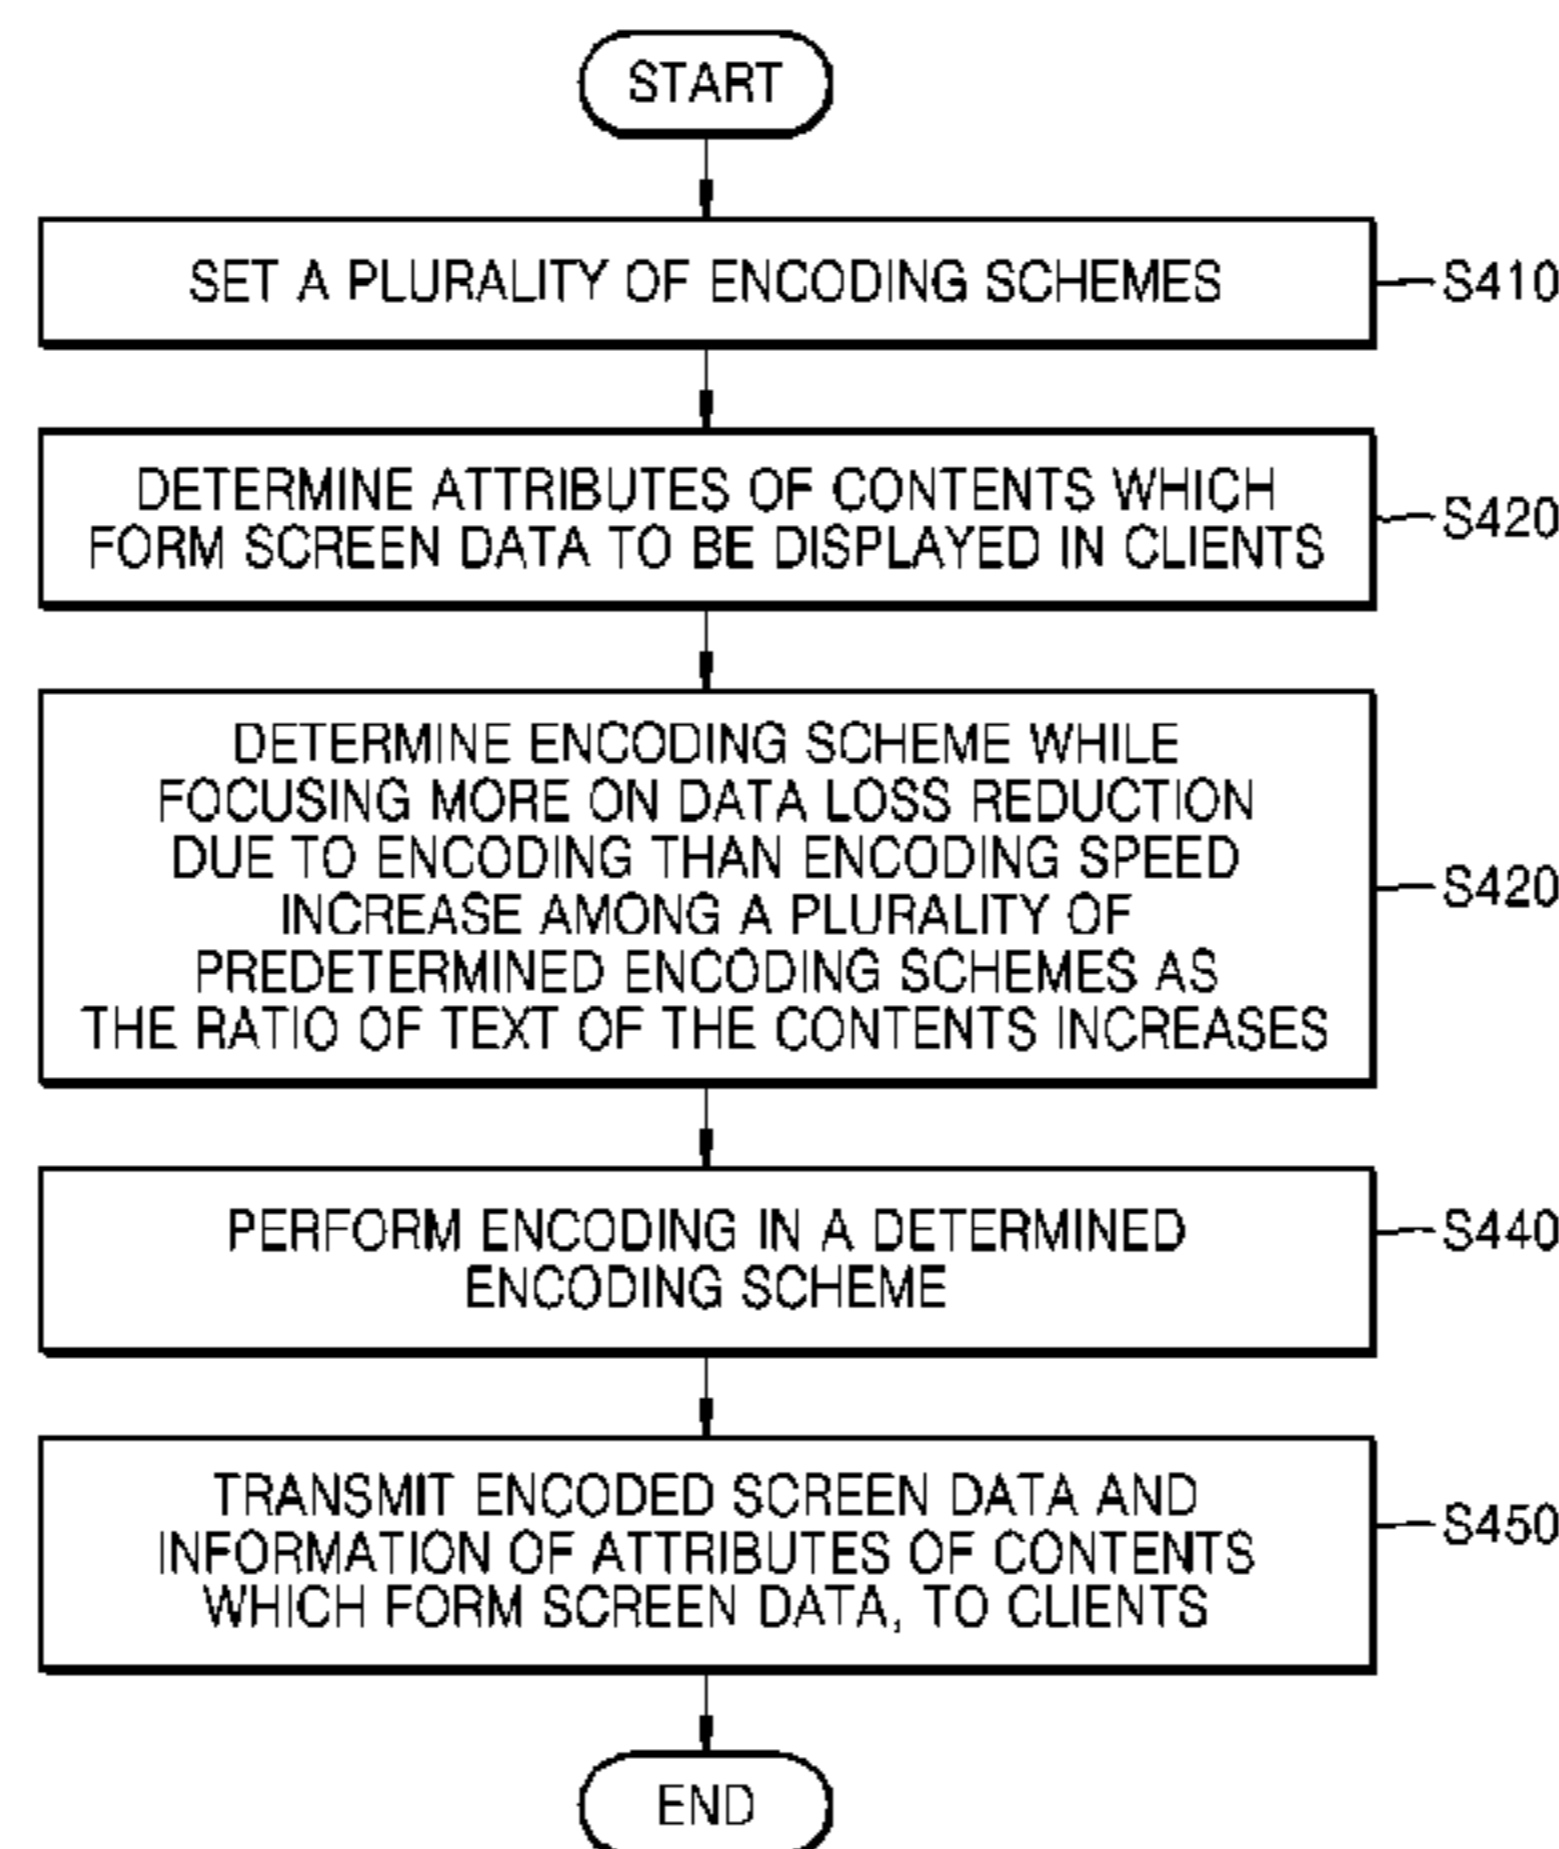 START
SET A PLURALITY OF ENCODING SCHEMES
S410
DETERMINE ATTRIBUTES OF CONTENTS WHICH
FORM SCREEN DATA TO BE DISPLAYED IN CLIENTS
S420
DETERMINE ENCODING SCHEME WHILE
FOCUSING MORE ON DATA LOSS REDUCTION
DUE TO ENCODING THAN ENCODING SPEED
INCREASE AMONG A PLURALITY OF
PREDETERMINED ENCODING SCHEMES AS
THE RATIO OF TEXT OF THE CONTENTS INCREASES
S420
PERFORM ENCODING IN A DETERMINED
ENCODING SCHEME
S440
TRANSMIT ENCODED SCREEN DATA AND
INFORMATION OF ATTRIBUTES OF CONTENTS
WHICH FORM SCREEN DATA, TO CLIENTS
S450
END